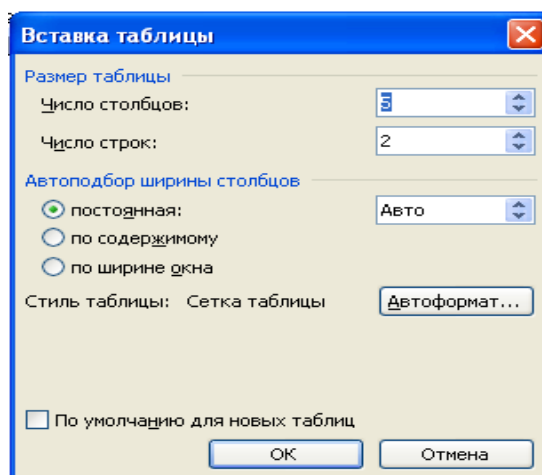 Вставка таблицы
Размер таблицы
Число столбцов: 5
Число строк: 2
Автоподбор ширины столбцов
постоянная: Авто
по содержимому
по ширине окна
Стиль таблицы: Сетка таблицы Автоформат...
По умолчанию для новых таблиц
ОК Отмена